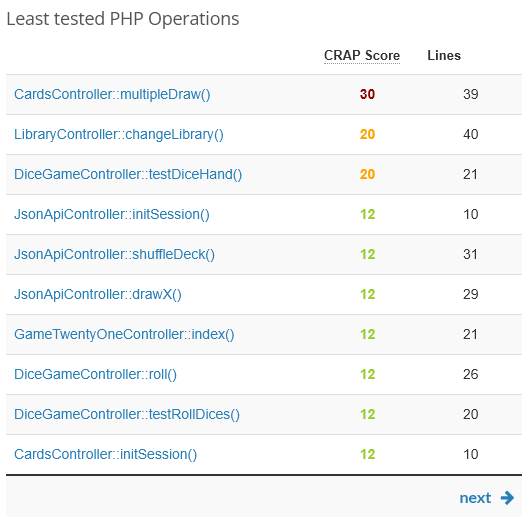 Least tested PHP Operations
CRAP Score Lines
CardsController::multipleDraw() 30 39
LibraryController::changeLibrary() 20 40
DiceGameController::testDiceHand() 20 21
JsonApiController::initSession() 12 10
JsonApiController::shuffleDeck() 12 31
JsonApiController::drawX() 12 29
GameTwentyOneController::index() 12 21
DiceGameController::roll() 12 26
DiceGameController::testRollDices() 12 20
CardsController::initSession() 12 10
next